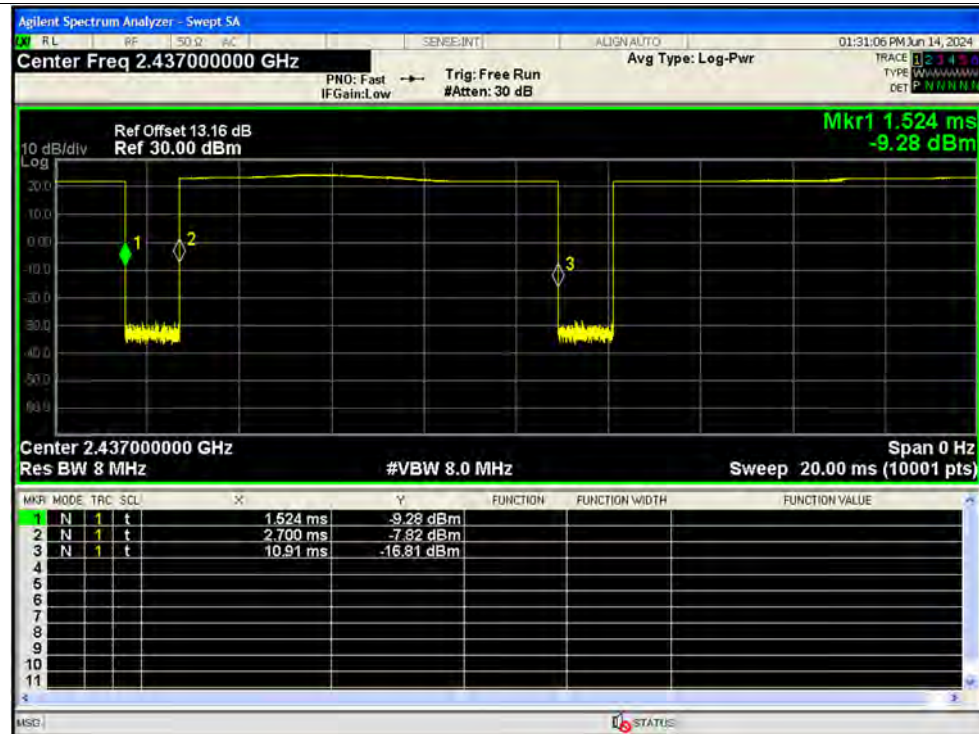 Agilent Spectrum Analyzer - Swept SA
RL RF 50 Ω AC SENSE:INT ALIGN AUTO 01:31:06 PM Jun 14, 2024
Center Freq 2.437000000 GHz
Avg Type: Log-Pwr
TRACE 1 2 3 4 5 6
PNO: Fast
Trig: Free Run
TYPE
IFGain:Low
#Atten: 30 dB
DET P N N N N N
Mkr1 1.524 ms
-9.28 dBm
Ref Offset 13.16 dB
10 dB/div Ref 30.00 dBm
Log
20.0
10.0
0.00
-10.0
-20.0
-30.0
-40.0
-50.0
-60.0
1
2
3
Center 2.437000000 GHz Span 0 Hz
Res BW 8 MHz #VBW 8.0 MHz Sweep 20.00 ms (10001 pts)
MKR MODE TRC SCL X Y FUNCTION FUNCTION WIDTH FUNCTION VALUE
1 N 1 t 1.524 ms -9.28 dBm
2 N 1 t 2.700 ms -7.82 dBm
3 N 1 t 10.91 ms -16.81 dBm
4
5
6
7
8
9
10
11
MSG STATUS